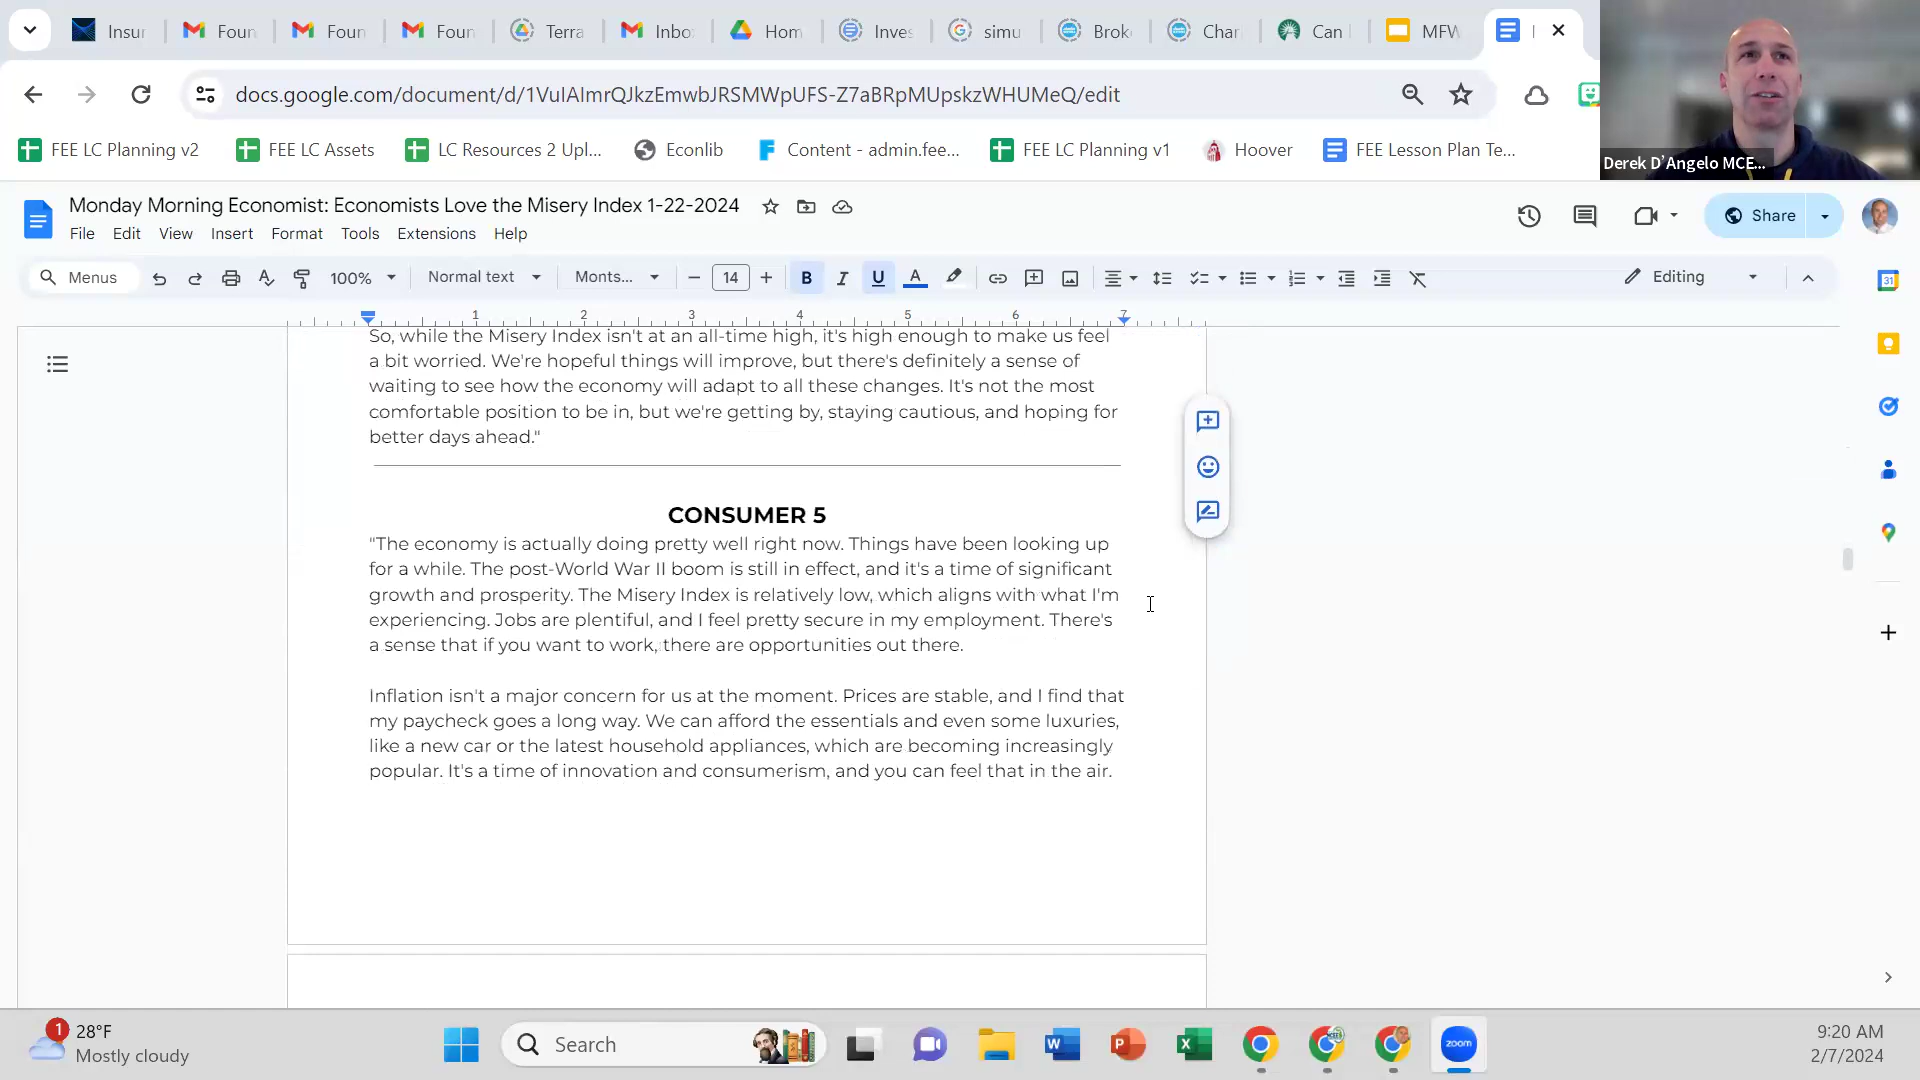 Insur
Foun
Foun
Foun
Terra
Inbo
Hom
Inves
simu
Brok
Char
Can
MFW
docs.google.com/document/d/1VuIAImrQJkzEmwbJRSMWpUFS-Z7aBRpMUpskzWHUMeQ/edit
FEE LC Planning v2
FEE LC Assets
LC Resources 2 Upl...
Econlib
Content - admin.fee...
FEE LC Planning v1
Hoover
FEE Lesson Plan Te...
Derek D'Angelo MCE...
Monday Morning Economist: Economists Love the Misery Index 1-22-2024
File Edit View Insert Format Tools Extensions Help
Share
Menus
100%
Normal text
Monts...
14
B I U A
Editing
1 2 3 4 5 6 7
So, while the Misery Index isn't at an all-time high, it's high enough to make us feel
a bit worried. We're hopeful things will improve, but there's definitely a sense of
waiting to see how the economy will adapt to all these changes. It's not the most
comfortable position to be in, but we're getting by, staying cautious, and hoping for
better days ahead."
CONSUMER 5
"The economy is actually doing pretty well right now. Things have been looking up
for a while. The post-World War II boom is still in effect, and it's a time of significant
growth and prosperity. The Misery Index is relatively low, which aligns with what I'm
experiencing. Jobs are plentiful, and I feel pretty secure in my employment. There's
a sense that if you want to work, there are opportunities out there.
Inflation isn't a major concern for us at the moment. Prices are stable, and I find that
my paycheck goes a long way. We can afford the essentials and even some luxuries,
like a new car or the latest household appliances, which are becoming increasingly
popular. It's a time of innovation and consumerism, and you can feel that in the air.
31
1
28°F
Mostly cloudy
Search
zoom
9:20 AM
2/7/2024